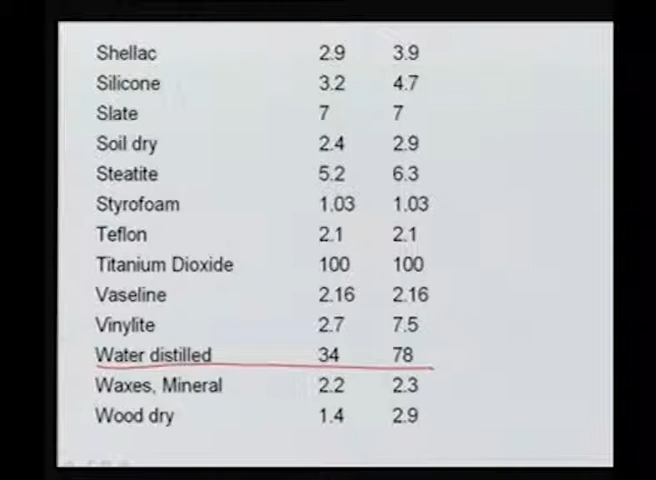 Shellac 2.9 3.9
Silicone 3.2 4.7
Slate 7 7
Soil dry 2.4 2.9
Steatite 5.2 6.3
Styrofoam 1.03 1.03
Teflon 2.1 2.1
Titanium Dioxide 100 100
Vaseline 2.16 2.16
Vinylite 2.7 7.5
Water distilled 34 78
Waxes, Mineral 2.2 2.3
Wood dry 1.4 2.9